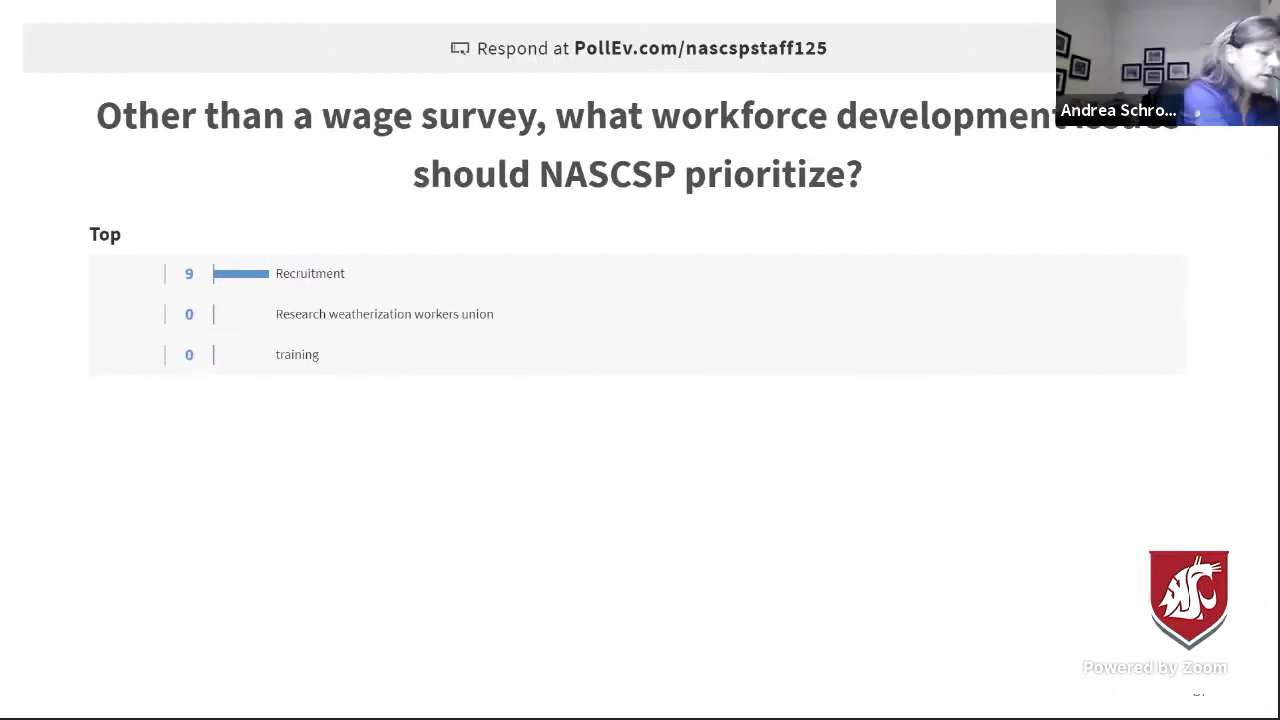 Respond at PollEv.com/nascspstaff125
Andrea Schro...
Other than a wage survey, what workforce development
should NASCSP prioritize?
Top
9 Recruitment
0 Research weatherization workers union
0 training
Powered by Zoom